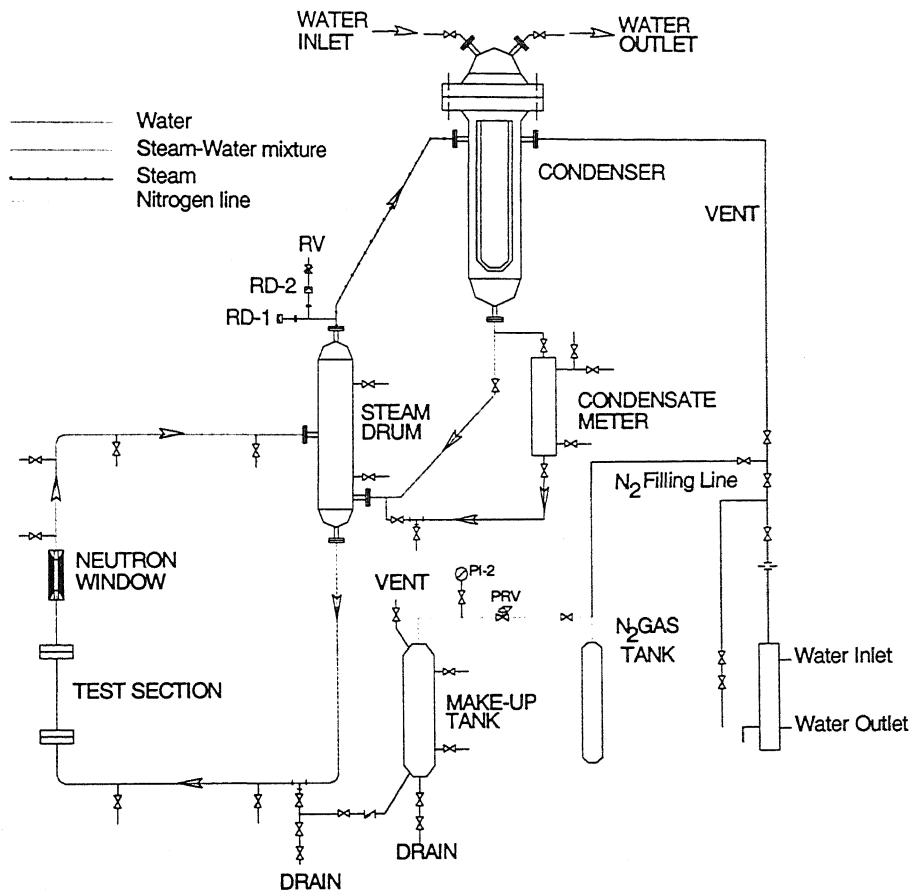 WATER
INLET
WATER
OUTLET
Water
Steam-Water mixture
Steam
Nitrogen line
CONDENSER
VENT
RV
RD-2
RD-1
STEAM
DRUM
CONDENSATE
METER
N2 Filling Line
NEUTRON
WINDOW
VENT
PI-2
PRV
N2GAS
TANK
Water Inlet
TEST SECTION
MAKE-UP
TANK
Water Outlet
DRAIN
DRAIN